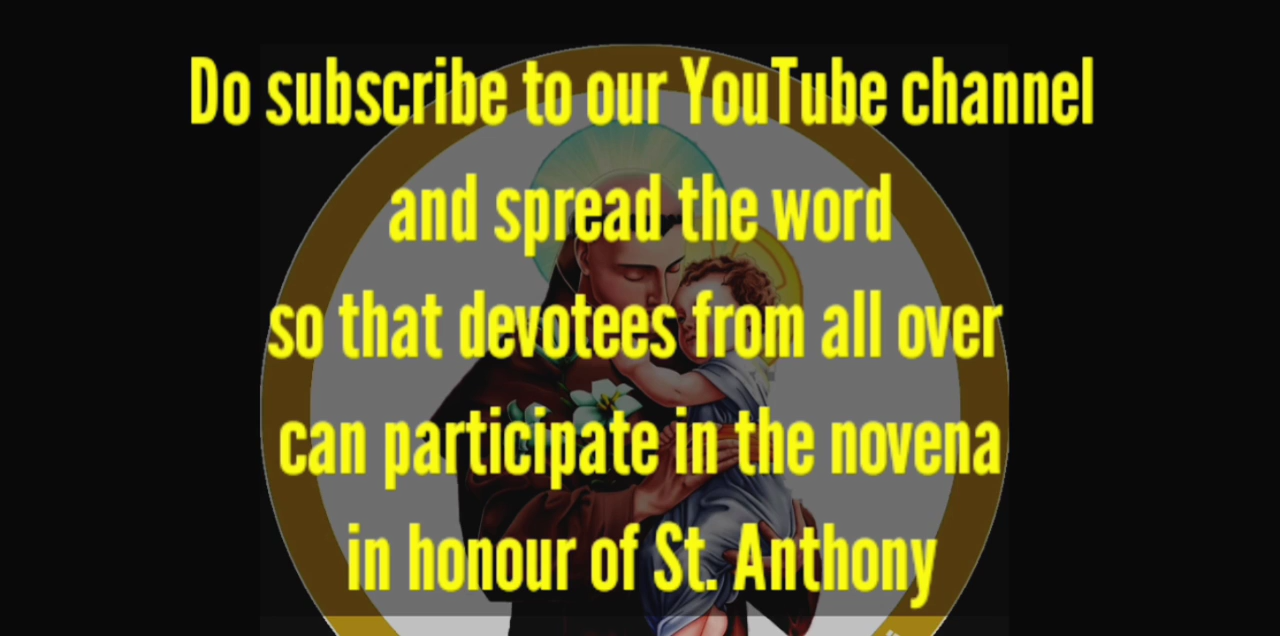 Do subscribe to our YouTube channel
and spread the word
so that devotees from all over
can participate in the novena
in honour of St. Anthony